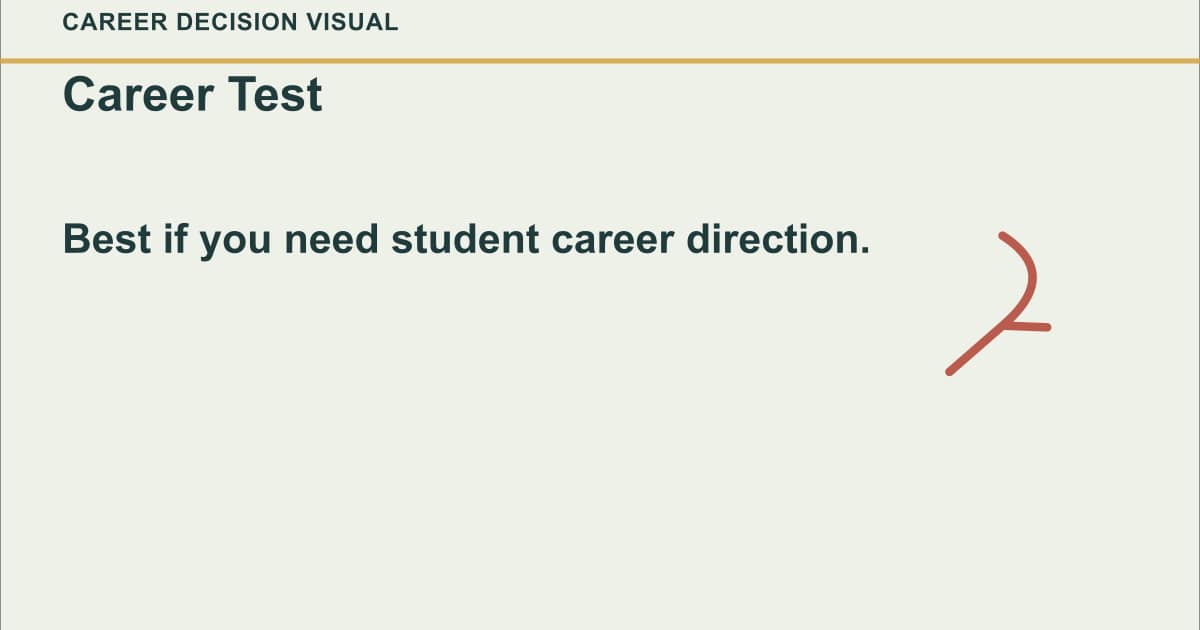 CAREER DECISION VISUAL
Career Test
Best if you need student career direction.